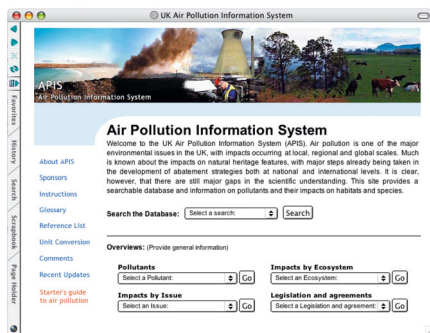 UK Air Pollution Information System
Favorites
History
Search
Scrapbook
Page Holder
APIS
Air Pollution Information System
Air Pollution Information System
Welcome to the UK Air Pollution Information System (APIS). Air pollution is one of the major
environmental issues in the UK, with impacts occurring at local, regional and global scales. Much
is known about the impacts on natural heritage features, with major steps already being taken in
the development of abatement strategies both at national and international levels. It is clear,
however, that there are still major gaps in the scientific understanding. This site provides a
searchable database and information on pollutants and their impacts on habitats and species.
About APIS
Sponsors
Instructions
Glossary
Reference List
Unit Conversion
Comments
Recent Updates
Starter's guide
to air pollution
Search the Database: Select a search: Search
Overviews: (Provide general information)
Pollutants Impacts by Ecosystem
Select a Pollutant: Go Select an Ecosystem: Go
Impacts by Issue Legislation and agreements
Select an Issue: Go Select a Legislation and agreement: Go